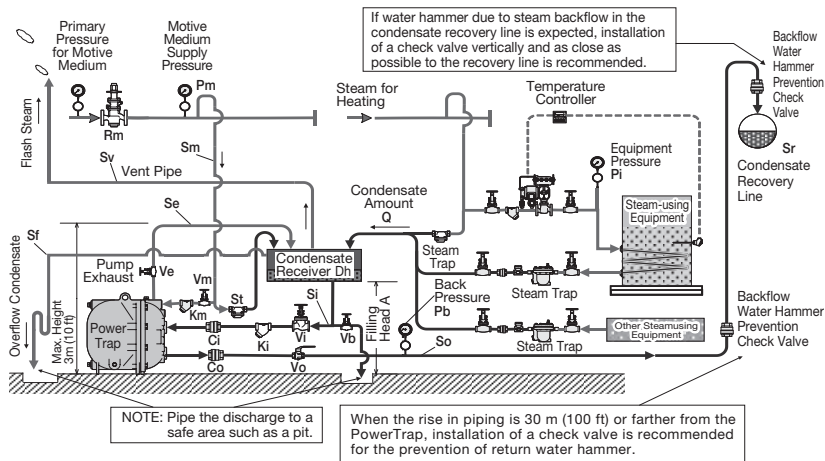 If water hammer due to steam backflow in the
condensate recovery line is expected, installation
of a check valve vertically and as close as
possible to the recovery line is recommended.
Primary
Pressure
for Motive
Medium
Motive
Medium
Supply
Pressure
Pm
Rm
Steam for
Heating
Temperature
Controller
Backflow
Water
Hammer
Prevention
Check
Valve
Sr
Condensate
Recovery
Line
Flash Steam
Sm
Sv
Vent Pipe
Equipment
Pressure
Pi
Condensate
Amount
Q
Steam-using
Equipment
Se
Sf
Steam
Trap
Pump
Exhaust
Ve
Condensate
Receiver Dh
Vm
Km
St
Steam Trap
Back
Pressure
Pb
Si
Filling
Head A
Overflow Condensate
Max. Height
3m (10 ft)
Power
Trap
Ci
Ki
Vi
Vb
Co
Vo
So
Steam Trap
Other Steamusing
Equipment
Backflow
Water Hammer
Prevention
Check Valve
NOTE: Pipe the discharge to a
safe area such as a pit.
When the rise in piping is 30 m (100 ft) or farther from the
PowerTrap, installation of a check valve is recommended
for the prevention of return water hammer.